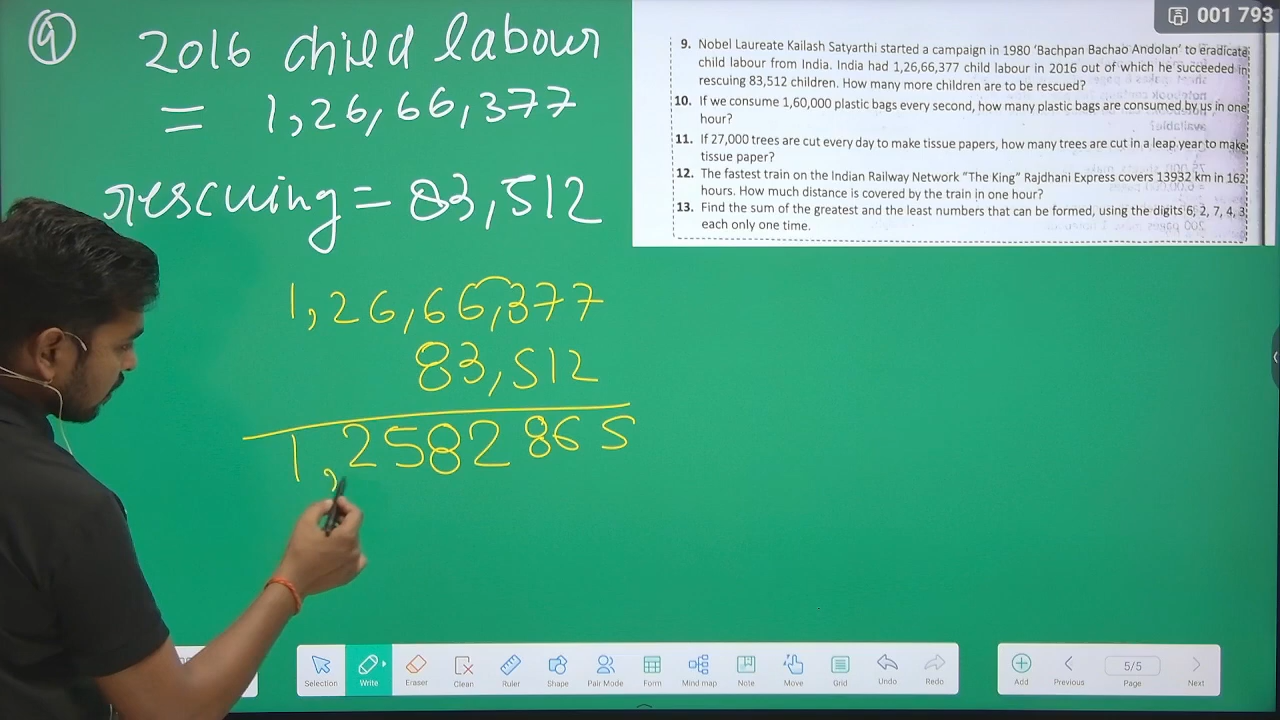 9
2016 child labour
= 1,26,66,377
rescuing = 83,512
1,26,66,377
83,512
1,2582865
001 793
9. Nobel Laureate Kailash Satyarthi started a campaign in 1980 'Bachpan Bachao Andolan' to eradicate
child labour from India. India had 1,26,66,377 child labour in 2016 out of which he succeeded in
rescuing 83,512 children. How many more children are to be rescued?
10. If we consume 1,60,000 plastic bags every second, how many plastic bags are consumed by us in one
hour?
11. If 27,000 trees are cut every day to make tissue papers, how many trees are cut in a leap year to make
tissue paper?
12. The fastest train on the Indian Railway Network "The King" Rajdhani Express covers 13932 km in 162
hours. How much distance is covered by the train in one hour?
13. Find the sum of the greatest and the least numbers that can be formed, using the digits 6, 2, 7, 4, 3
each only one time.
Selection Write Eraser Clean Ruler Shape Pair Mode Form Mind map Note Move Grid Undo Redo
Add Previous 5/5 Page Next